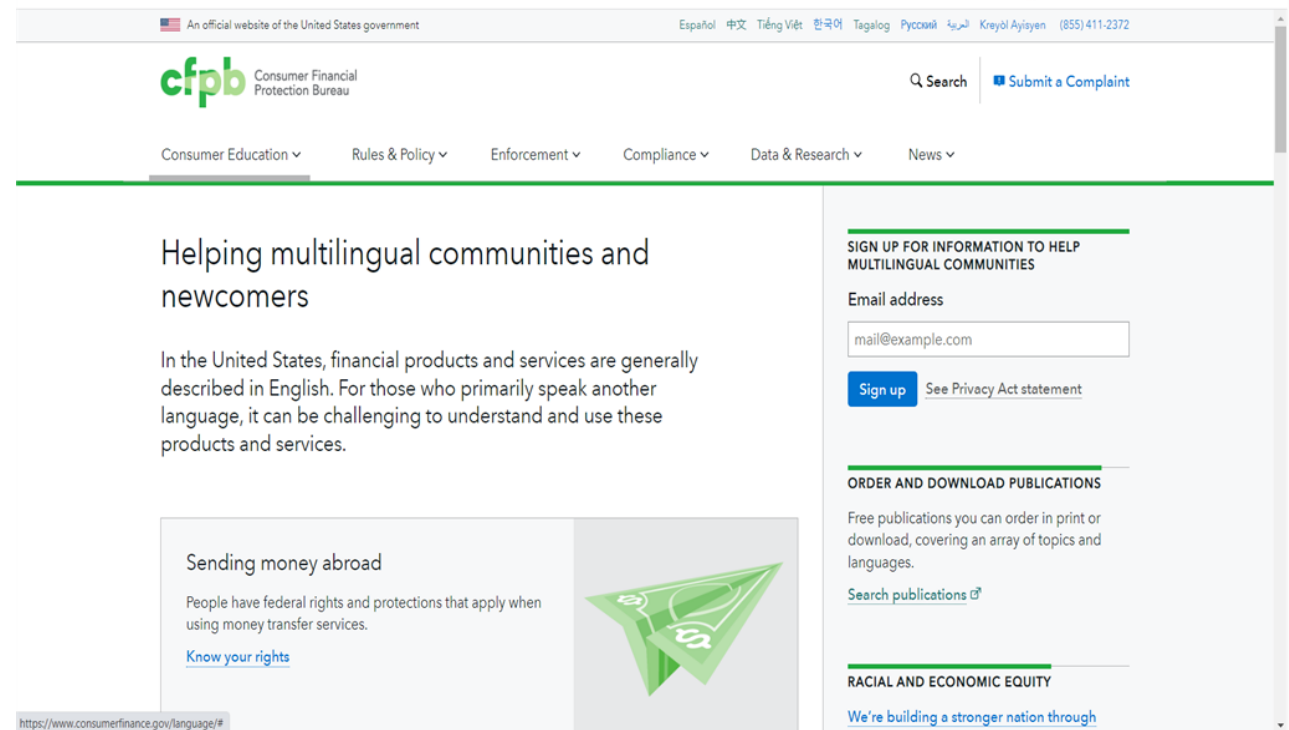 An official website of the United States government
Español 中文 Tiếng Việt 한국어 Tagalog Русский العربية Kreyòl Ayisyen (855) 411-2372
cfpb Consumer Financial
Protection Bureau
Search Submit a Complaint
Consumer Education Rules & Policy Enforcement Compliance Data & Research News
Helping multilingual communities and
newcomers
In the United States, financial products and services are generally
described in English. For those who primarily speak another
language, it can be challenging to understand and use these
products and services.
Sending money abroad
People have federal rights and protections that apply when
using money transfer services.
Know your rights
SIGN UP FOR INFORMATION TO HELP
MULTILINGUAL COMMUNITIES
Email address
mail@example.com
Sign up See Privacy Act statement
ORDER AND DOWNLOAD PUBLICATIONS
Free publications you can order in print or
download, covering an array of topics and
languages.
Search publications
RACIAL AND ECONOMIC EQUITY
We're building a stronger nation through
https://www.consumerfinance.gov/language/#